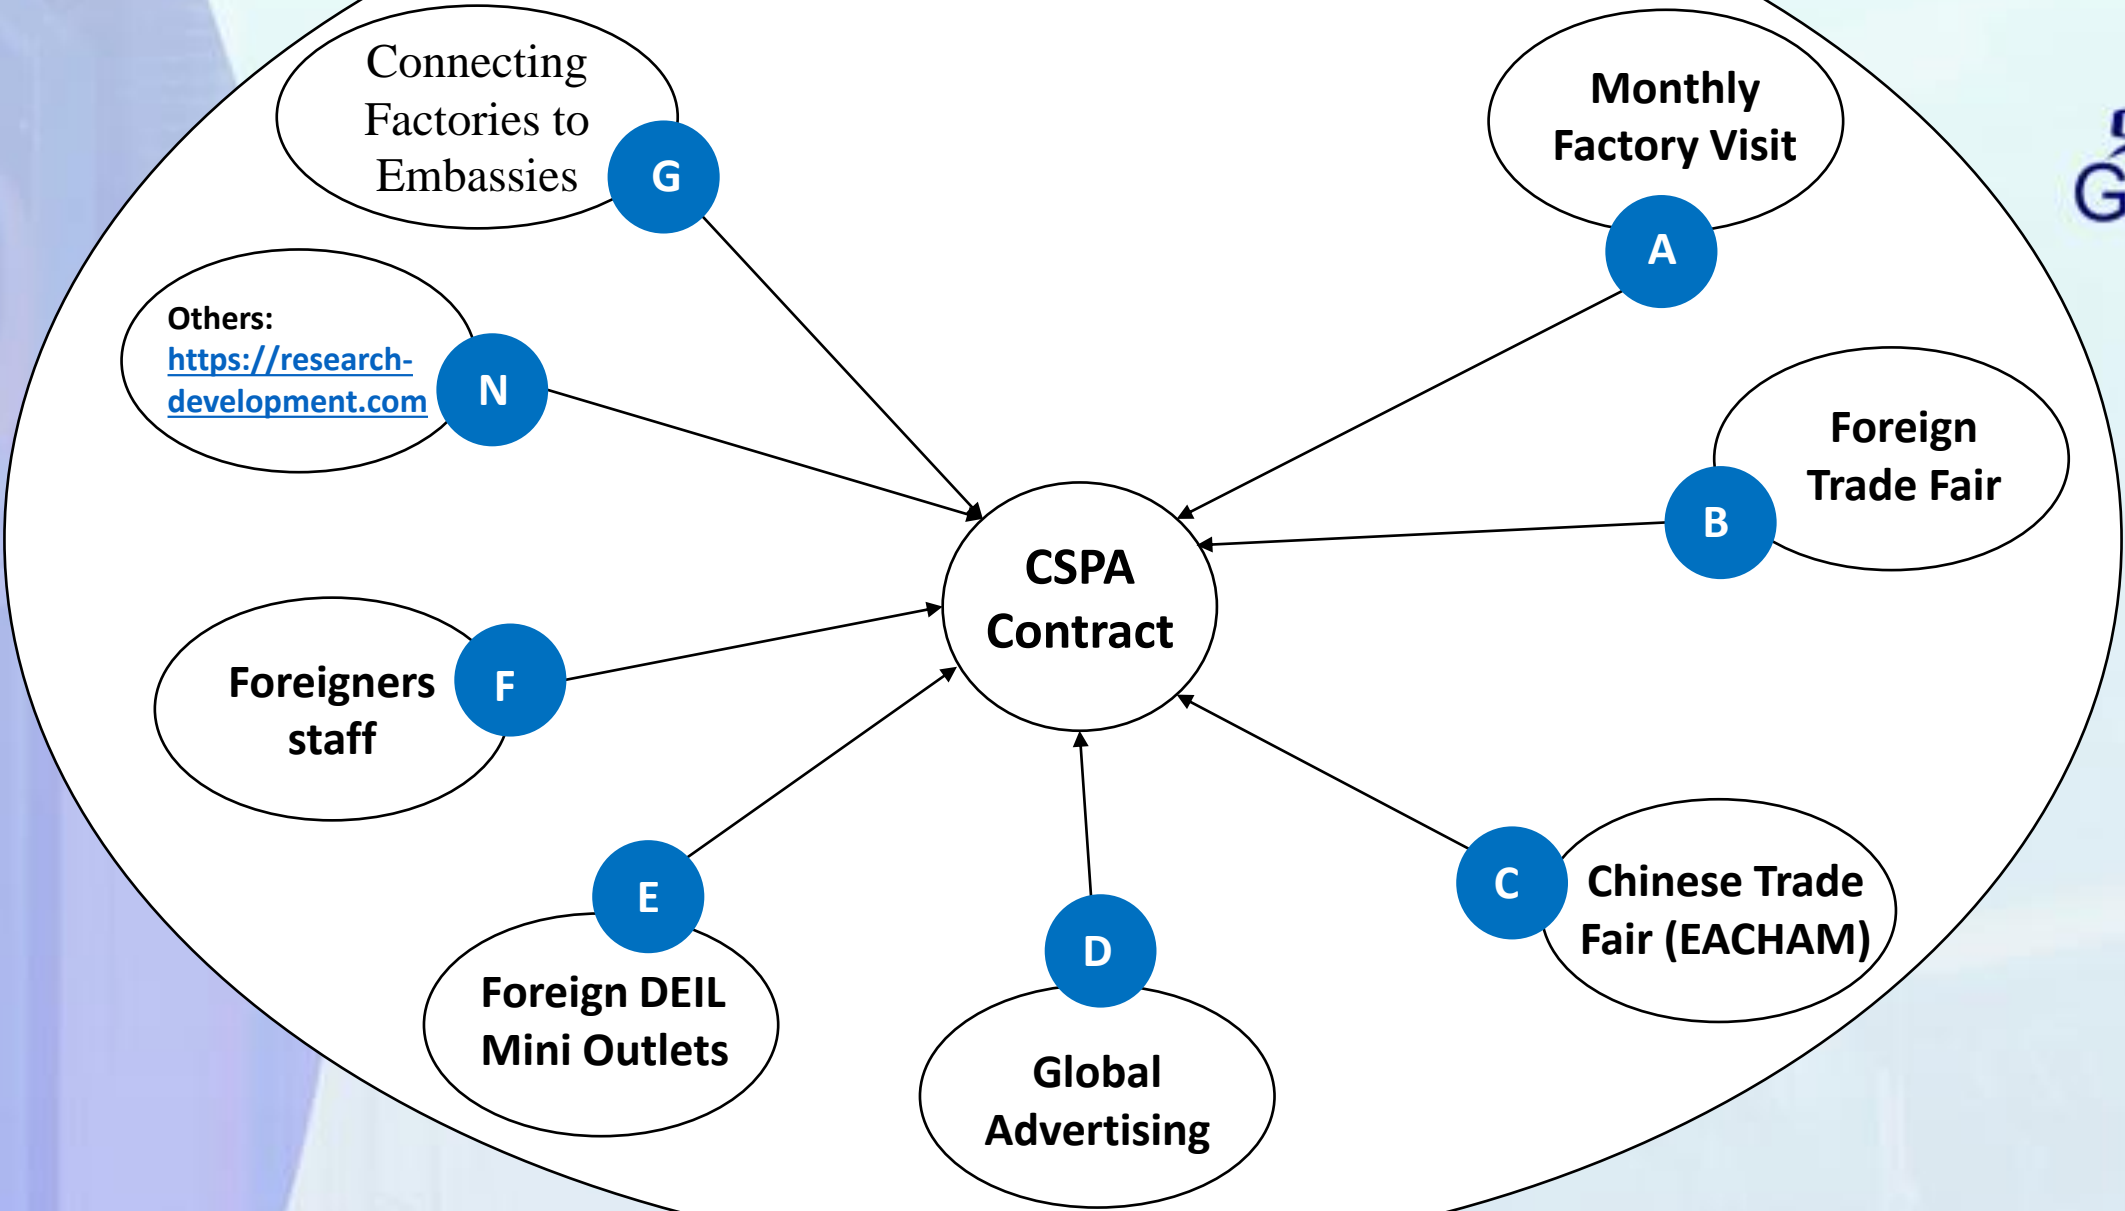 Connecting
Factories to
Embassies
G
Monthly
Factory Visit
A
Others:
https://research-
development.com
N
Foreign
Trade Fair
B
CSPA
Contract
Foreigners
staff
F
E
Foreign DEIL
Mini Outlets
D
Global
Advertising
C
Chinese Trade
Fair (EACHAM)